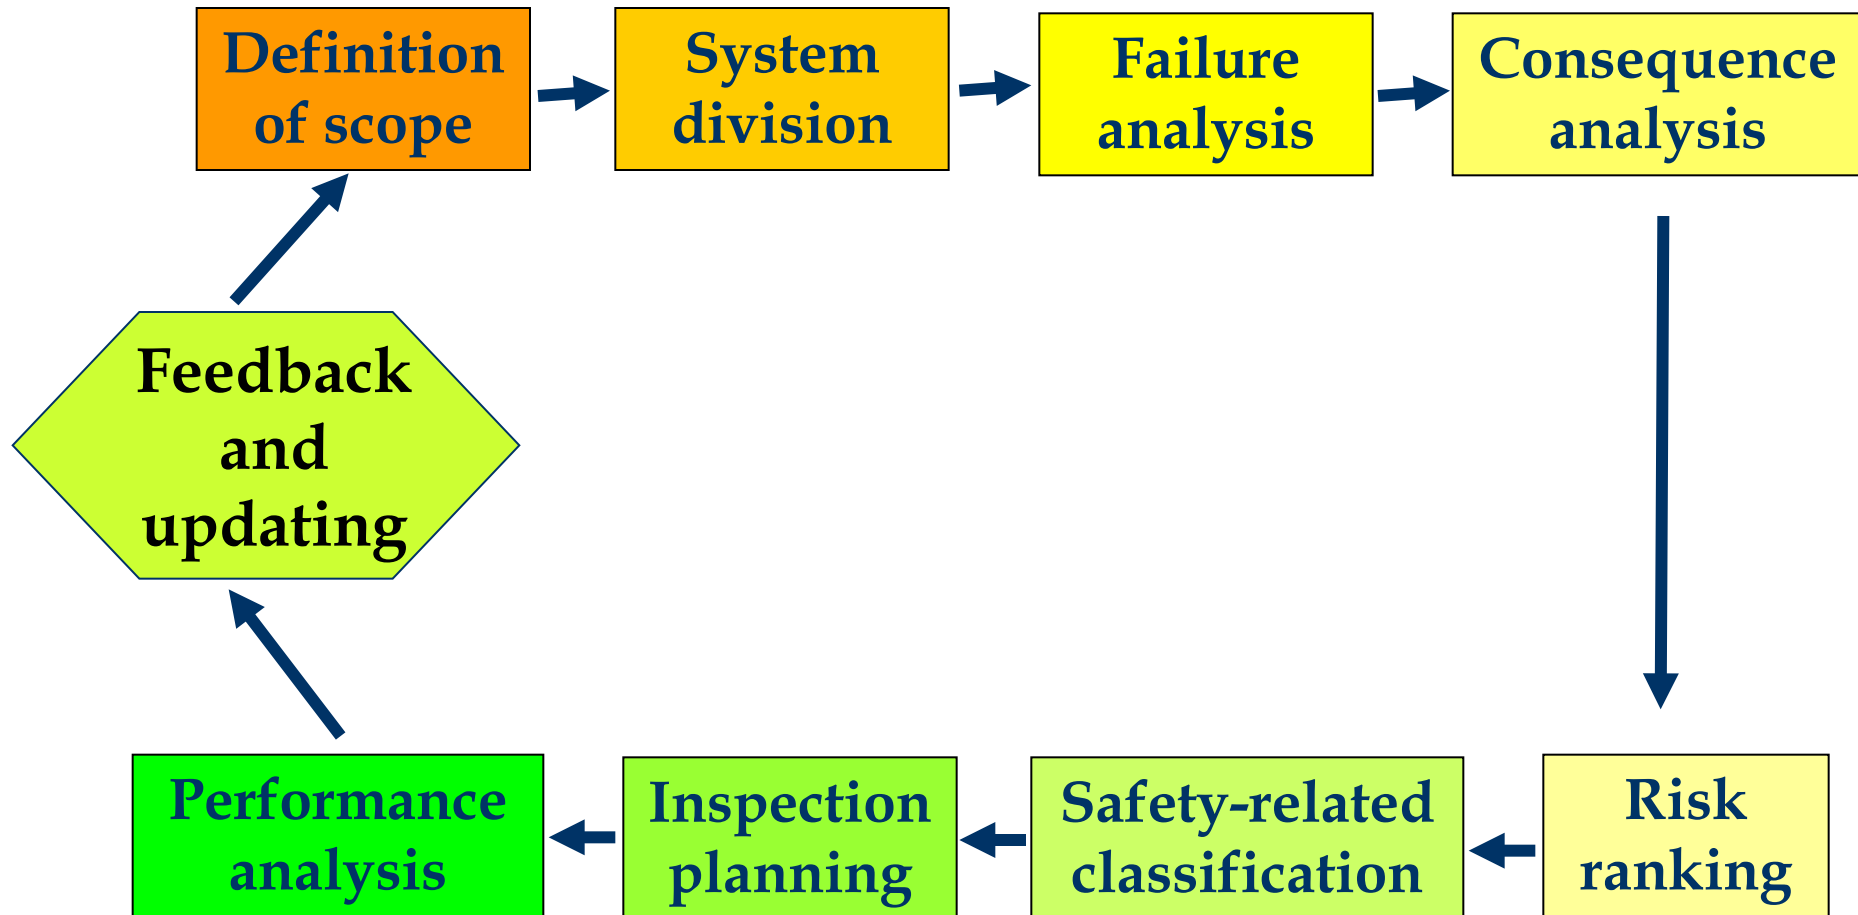 Definition
of scope
System
division
Failure
analysis
Consequence
analysis
Feedback
and
updating
Performance
analysis
Inspection
planning
Safety-related
classification
Risk
ranking